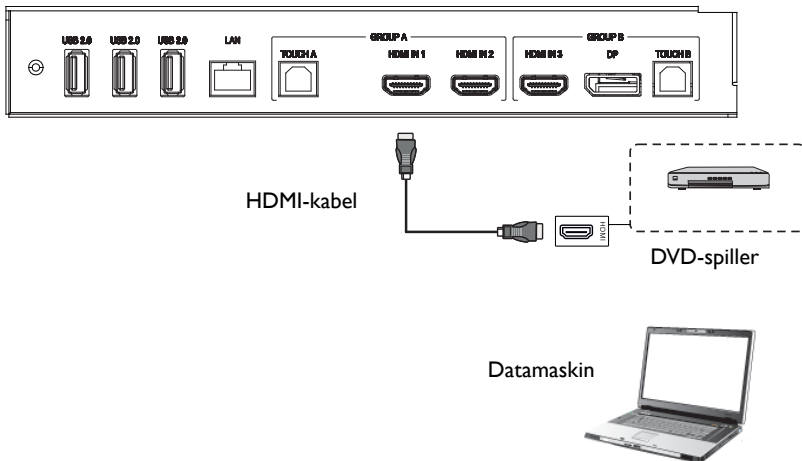 GROUP A GROUP B
USB 2.0 USB 2.0 USB 2.0 LAN TOUCH A HDMI IN 1 HDMI IN 2 HDMI IN 3 DP TOUCH B
HDMI-kabel
HDMI
DVD-spiller
Datamaskin